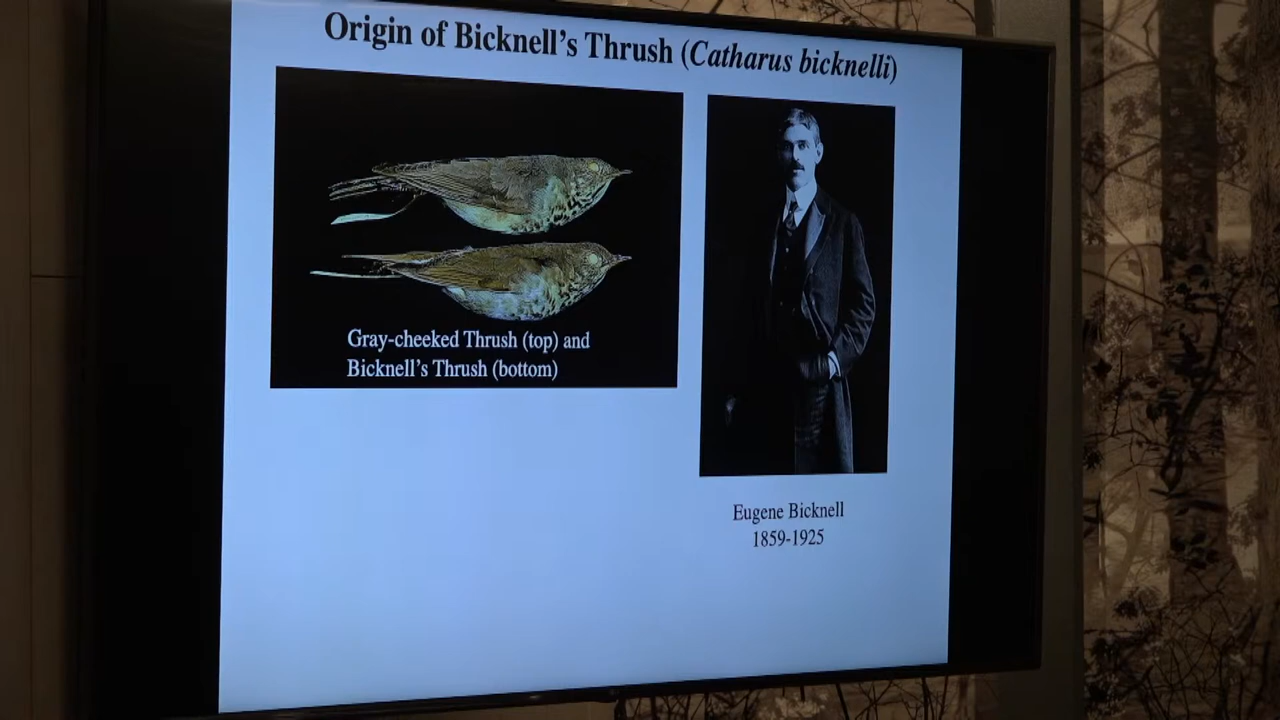 Origin of Bicknell's Thrush (Catharus bicknelli)
Gray-cheeked Thrush (top) and
Bicknell's Thrush (bottom)
Eugene Bicknell
1859-1925